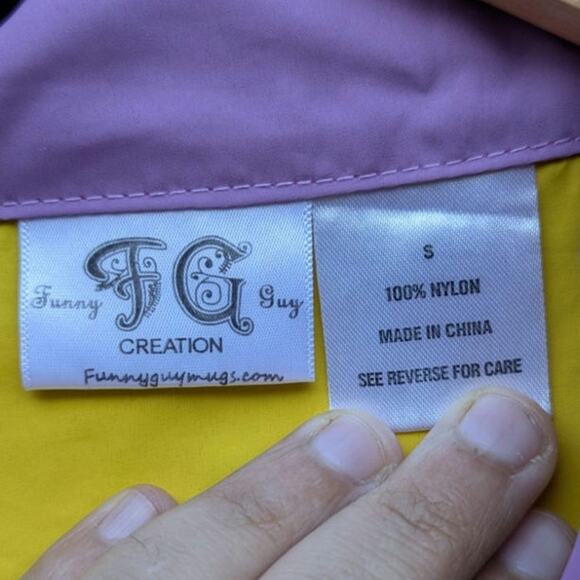 Funny FG Guy
CREATION
Funnyguymugs.com
S
100% NYLON
MADE IN CHINA
SEE REVERSE FOR CARE